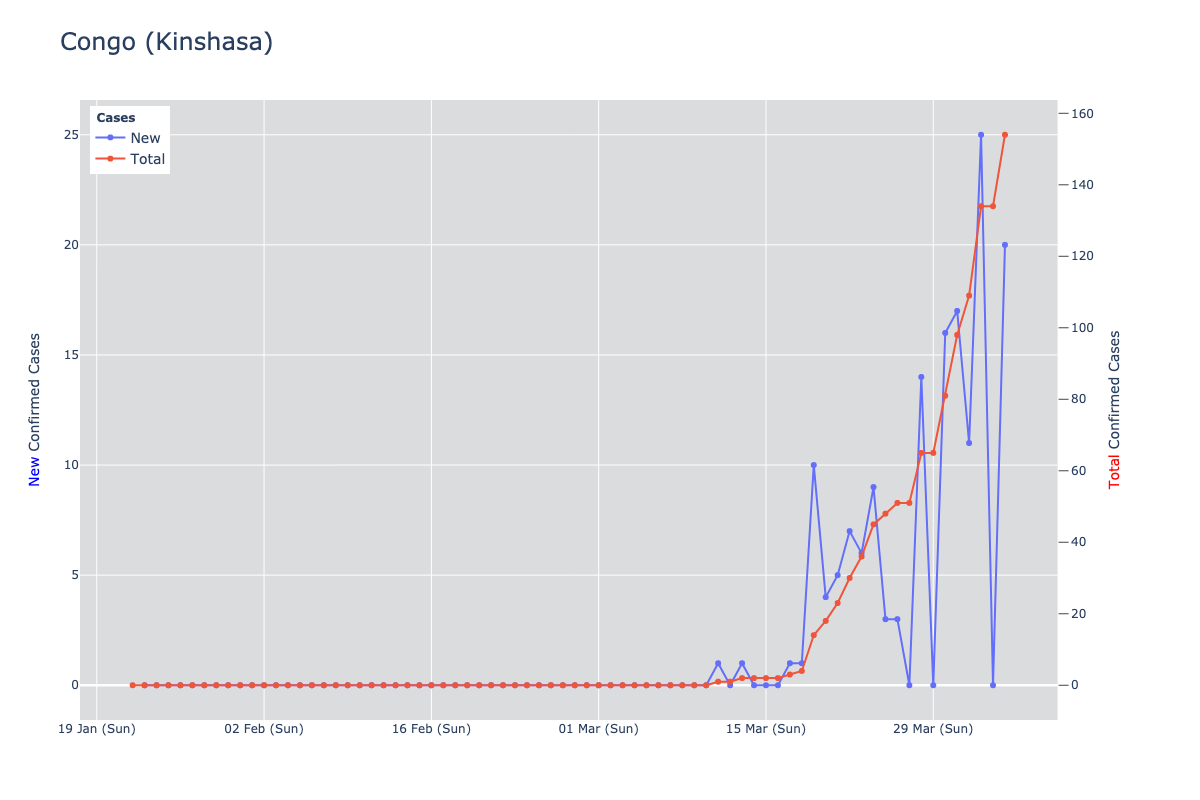 Congo (Kinshasa)
Cases
New
Total
25
20
15
10
5
0
160
140
120
100
80
60
40
20
0
New Confirmed Cases
Total Confirmed Cases
19 Jan (Sun)
02 Feb (Sun)
16 Feb (Sun)
01 Mar (Sun)
15 Mar (Sun)
29 Mar (Sun)